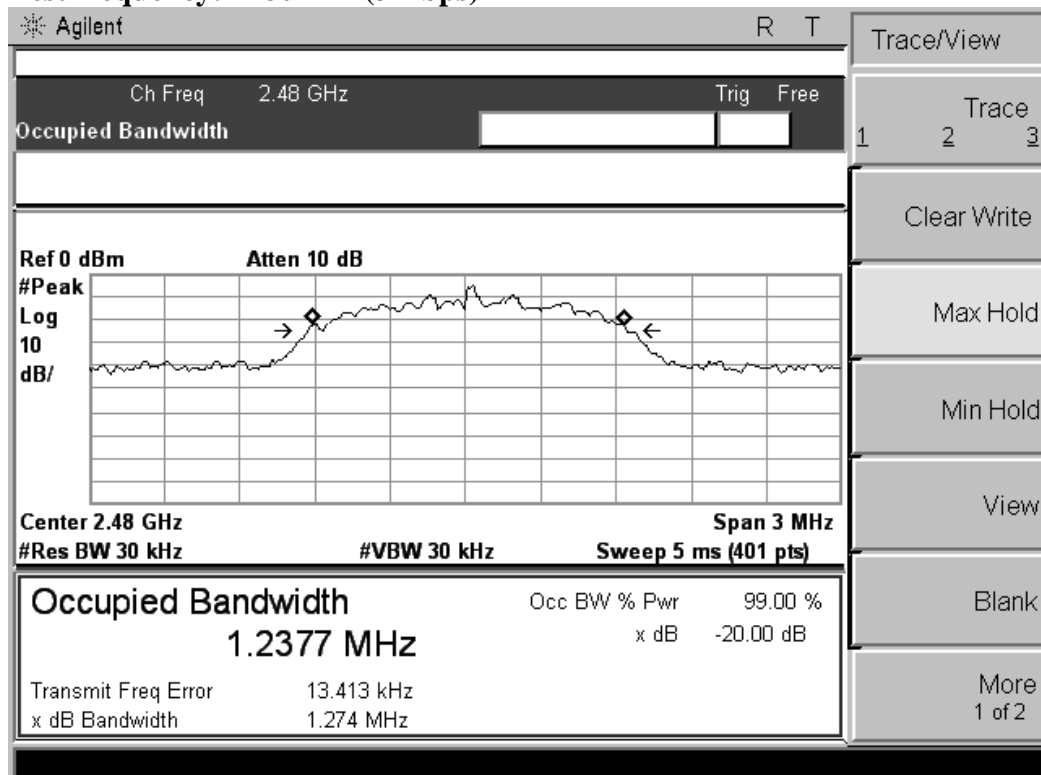 Agilent
R T
Trace/View
Ch Freq 2.48 GHz
Trig Free
Occupied Bandwidth
Trace
1 2 3
Clear Write
Max Hold
Min Hold
View
Blank
More
1 of 2
Ref 0 dBm
Atten 10 dB
#Peak
Log
10
dB/
Center 2.48 GHz
Span 3 MHz
#Res BW 30 kHz
#VBW 30 kHz
Sweep 5 ms (401 pts)
Occupied Bandwidth
1.2377 MHz
Occ BW % Pwr 99.00 %
x dB -20.00 dB
Transmit Freq Error 13.413 kHz
x dB Bandwidth 1.274 MHz